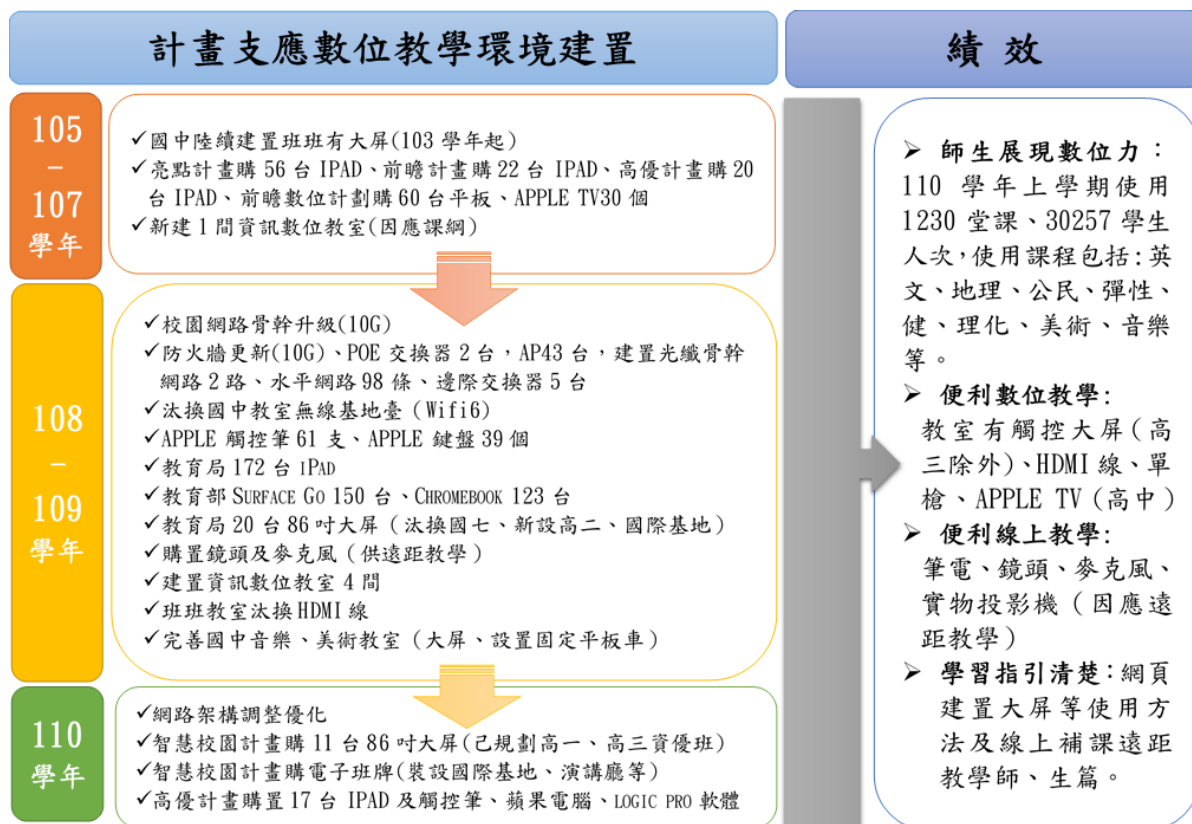 計畫支應數位教學環境建置
績效
105
–
107
學年
✓國中陸續建置班班有大屏(103 學年起)
✓亮點計畫購 56 台 IPAD、前瞻計畫購 22 台 IPAD、高優計畫購 20
台 IPAD、前瞻數位計劃購 60 台平板、APPLE TV30 個
✓新建 1 間資訊數位教室(因應課綱)
108
–
109
學年
✓校園網路骨幹升級(10G)
✓防火牆更新(10G)、POE 交換器 2 台，AP43 台，建置光纖骨幹
網路 2 路、水平網路 98 條、邊際交換器 5 台
✓汰換國中教室無線基地臺（Wifi6）
✓APPLE 觸控筆 61 支、APPLE 鍵盤 39 個
✓教育局 172 台 iPAD
✓教育部 SURFACE GO 150 台、CHROMEBOOK 123 台
✓教育局 20 台 86 吋大屏（汰換國七、新設高二、國際基地）
✓購置鏡頭及麥克風（供遠距教學）
✓建置資訊數位教室 4 間
✓班班教室汰換 HDMI 線
✓完善國中音樂、美術教室（大屏、設置固定平板車）
110
學年
✓網路架構調整優化
✓智慧校園計畫購 11 台 86 吋大屏(已規劃高一、高三資優班)
✓智慧校園計畫購電子班牌(裝設國際基地、演講廳等)
✓高優計畫購置 17 台 IPAD 及觸控筆、蘋果電腦、LOGIC PRO 軟體
➢ 師生展現數位力：
110 學年上學期使用
1230 堂課、30257 學生
人次，使用課程包括：英
文、地理、公民、彈性、
健、理化、美術、音樂
等。
➢ 便利數位教學:
教室有觸控大屏（高
三除外）、HDMI 線、單
槍、APPLE TV（高中）
➢ 便利線上教學:
筆電、鏡頭、麥克風、
實物投影機（因應遠
距教學）
➢ 學習指引清楚：網頁
建置大屏等使用方
法及線上補課遠距
教學師、生篇。